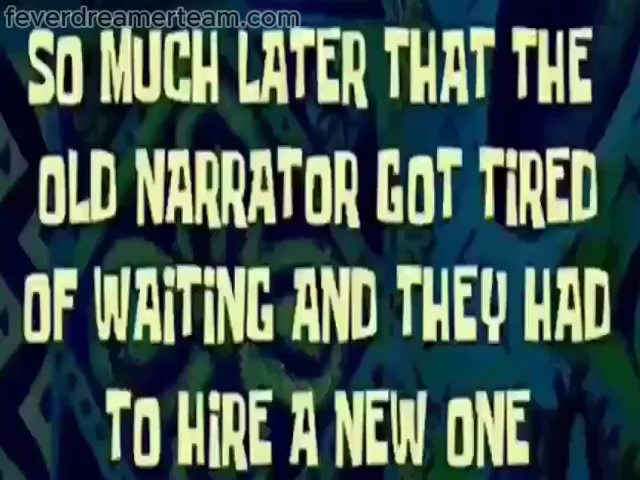 feverdreamerteam.com
SO MUCH LATER THAT THE
OLD NARRATOR GOT TiRED
OF WAiTiNG AND THEY HAD
TO HiRE A NEW ONE